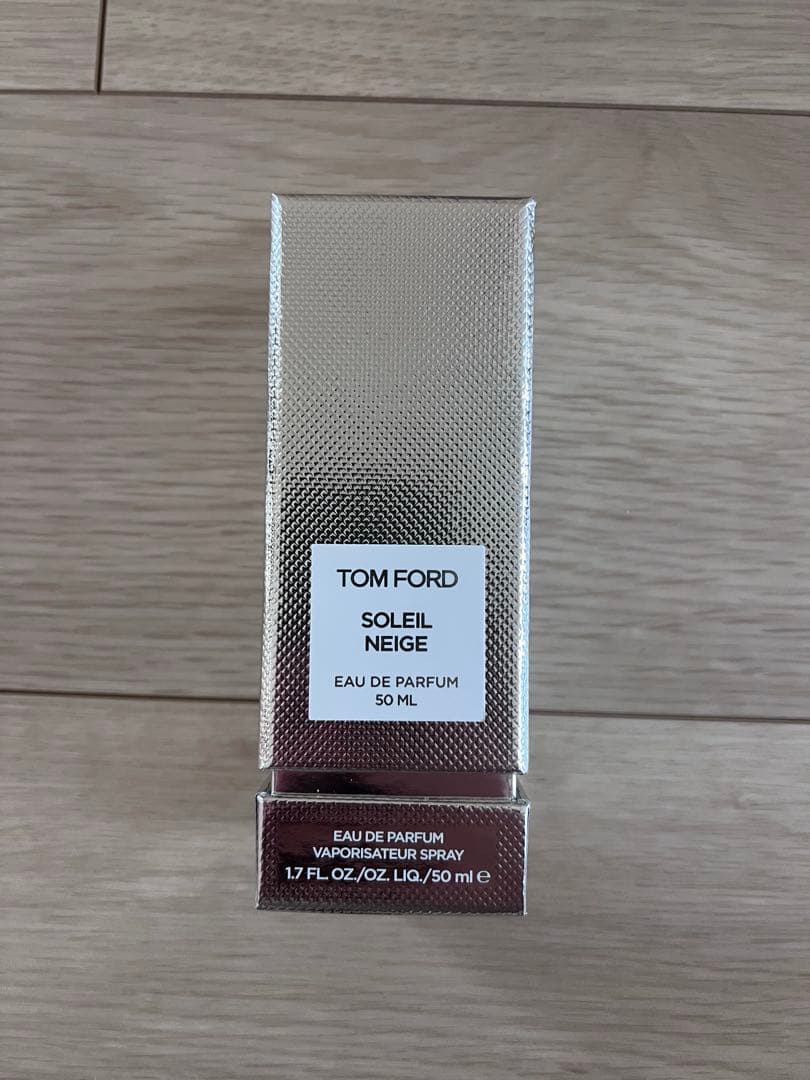 TOM FORD
SOLEIL
NEIGE
EAU DE PARFUM
50 ML
EAU DE PARFUM
VAPORISATEUR SPRAY
1.7 FL. OZ./OZ. LIQ./50 ml ℮